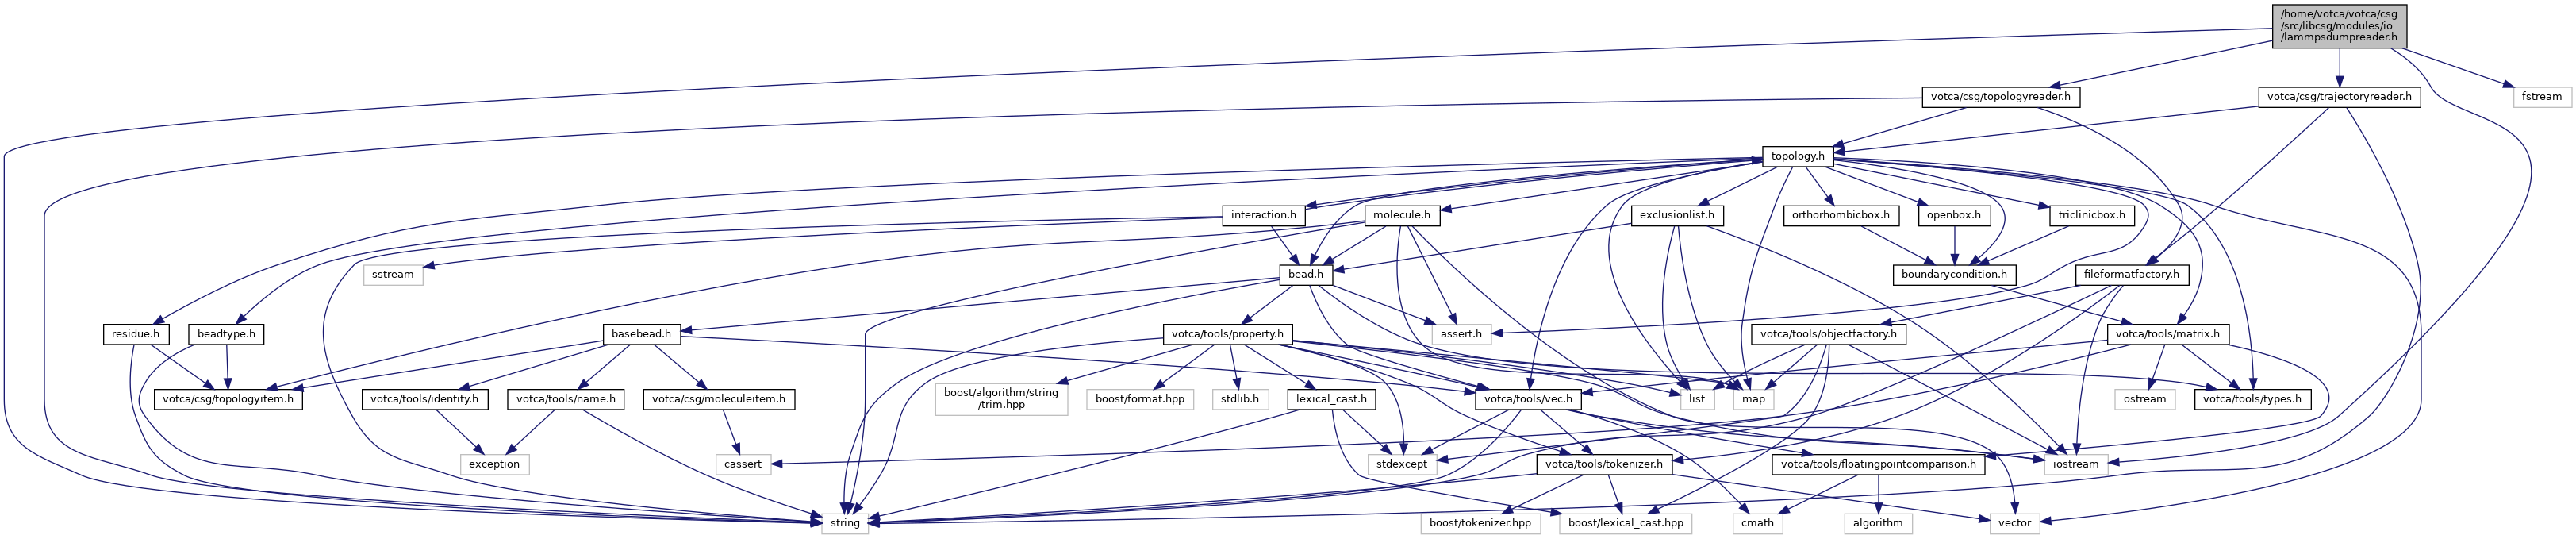 /home/votca/votca/csg
/src/libcsg/modules/io
/lammpsdumpreader.h
votca/csg/topologyreader.h
votca/csg/trajectoryreader.h
fstream
topology.h
interaction.h
molecule.h
exclusionlist.h
orthorhombicbox.h
openbox.h
triclinicbox.h
sstream
bead.h
boundarycondition.h
fileformatfactory.h
residue.h
beadtype.h
basebead.h
votca/tools/property.h
assert.h
votca/tools/objectfactory.h
votca/tools/matrix.h
votca/csg/topologyitem.h
votca/tools/identity.h
votca/tools/name.h
votca/csg/moleculeitem.h
boost/algorithm/string
/trim.hpp
boost/format.hpp
stdlib.h
lexical_cast.h
votca/tools/vec.h
list
map
ostream
votca/tools/types.h
exception
cassert
stdexcept
votca/tools/tokenizer.h
votca/tools/floatingpointcomparison.h
iostream
string
boost/tokenizer.hpp
boost/lexical_cast.hpp
cmath
algorithm
vector